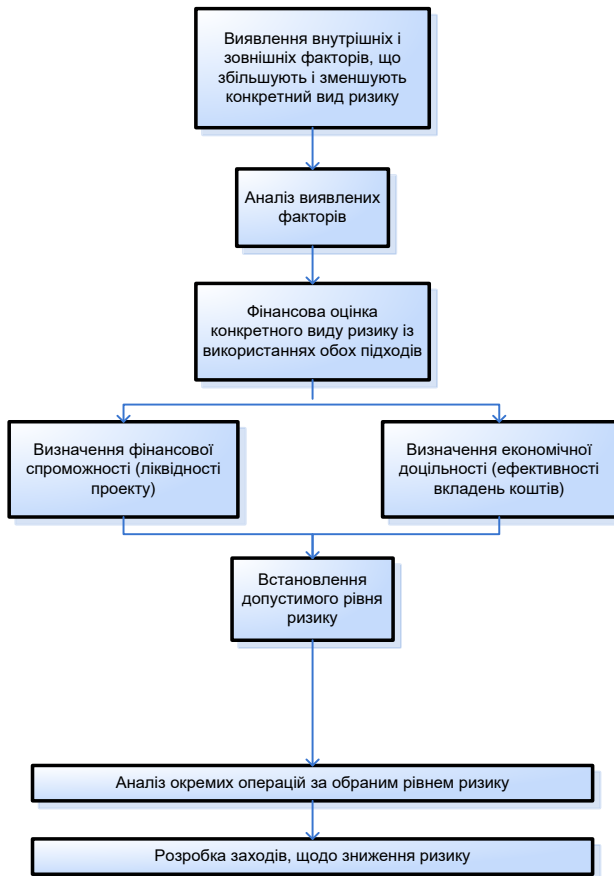 Виявлення внутрішніх і
зовнішніх факторів, що
збільшують і зменшують
конкретний вид ризику
Аналіз виявлених
факторів
Фінансова оцінка
конкретного виду ризику із
використаннях обох підходів
Визначення фінансової
спроможності (ліквідності
проекту)
Визначення економічної
доцільності (ефективності
вкладень коштів)
Встановлення
допустимого рівня
ризику
Аналіз окремих операцій за обраним рівнем ризику
Розробка заходів, щодо зниження ризику